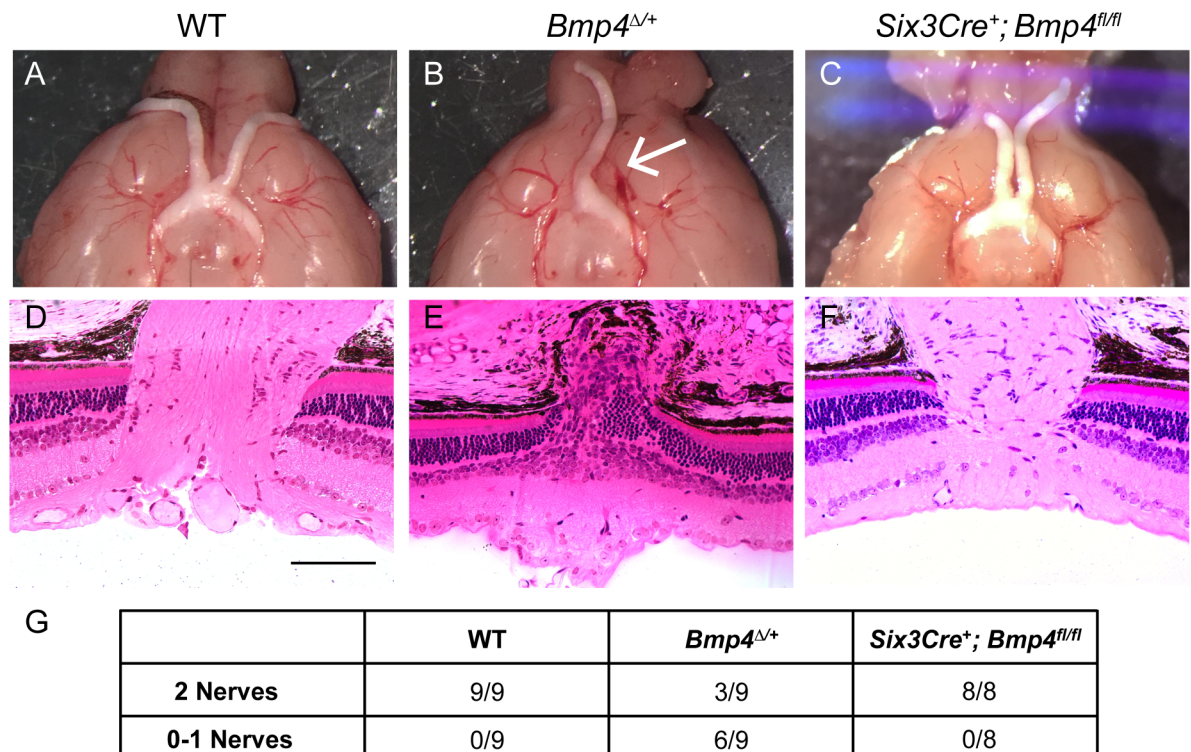 WT Bmp4Δ/+ Six3Cre+; Bmp4fl/fl
A B C
D E F
G
WT Bmp4Δ/+ Six3Cre+; Bmp4fl/fl
2 Nerves 9/9 3/9 8/8
0-1 Nerves 0/9 6/9 0/8